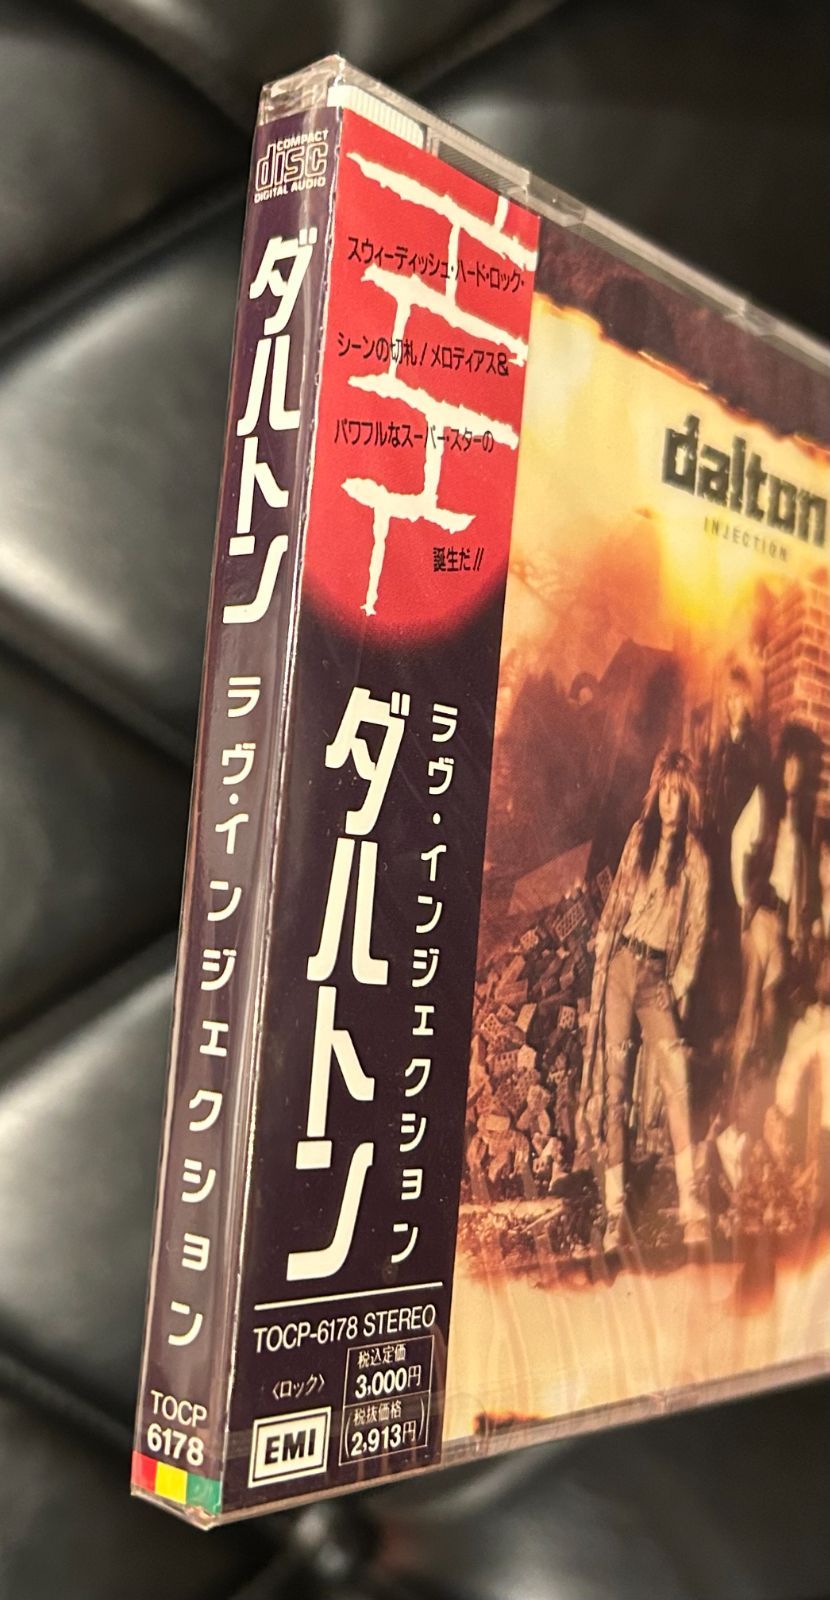 COMPACT
disc
DIGITAL AUDIO
ダルトン
ラヴ・インジェクション
TOCP
6178
スウィーディッシュ・ハード・ロック・
シーンの切札！メロディアス&
パワフルなスーパー・スターの
誕生だ!!
ダルトン
ラヴ・インジェクション
TOCP-6178 STEREO
〈ロック〉
税込定価
3,000円
(税抜価格
2,913円)
EMI
dalton
INJECTION